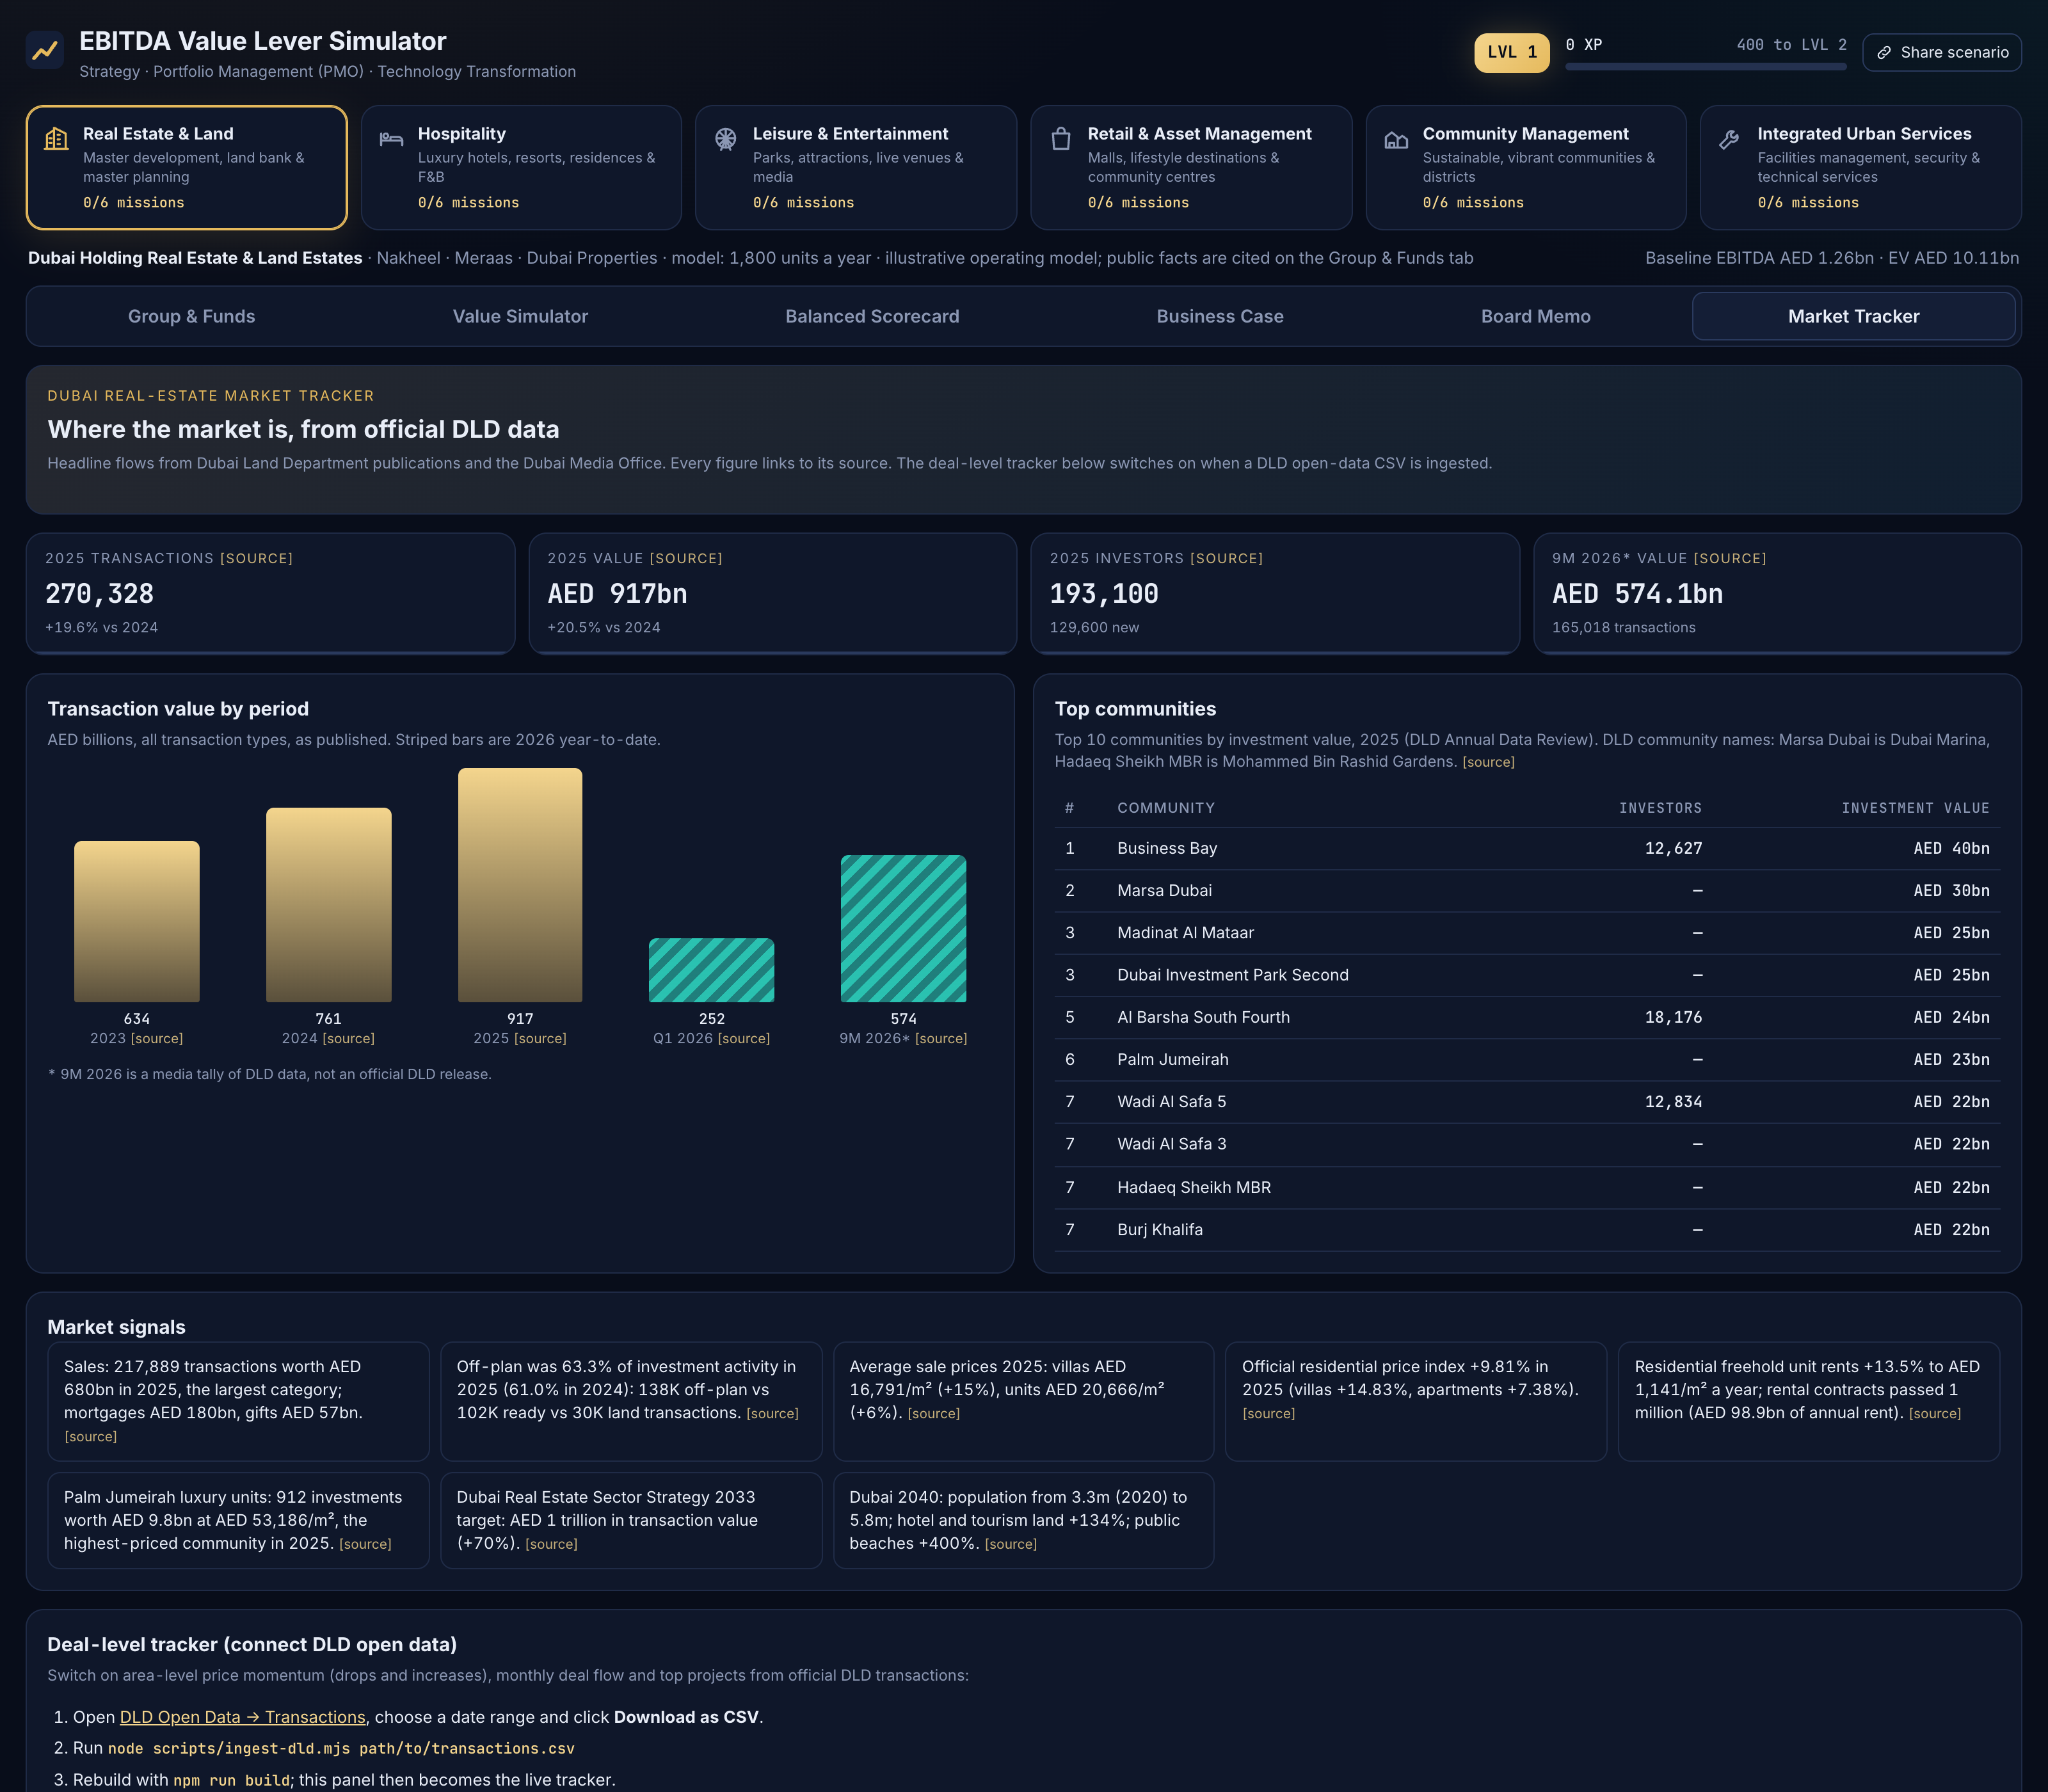 EBITDA Value Lever Simulator
Strategy · Portfolio Management (PMO) · Technology Transformation
LVL 1
0 XP
400 to LVL 2
Share scenario
Real Estate & Land
Master development, land bank &
master planning
0/6 missions
Hospitality
Luxury hotels, resorts, residences &
F&B
0/6 missions
Leisure & Entertainment
Parks, attractions, live venues &
media
0/6 missions
Retail & Asset Management
Malls, lifestyle destinations &
community centres
0/6 missions
Community Management
Sustainable, vibrant communities &
districts
0/6 missions
Integrated Urban Services
Facilities management, security &
technical services
0/6 missions
Dubai Holding Real Estate & Land Estates · Nakheel · Meraas · Dubai Properties · model: 1,800 units a year · illustrative operating model; public facts are cited on the Group & Funds tab
Baseline EBITDA AED 1.26bn · EV AED 10.11bn
Group & Funds
Value Simulator
Balanced Scorecard
Business Case
Board Memo
Market Tracker
DUBAI REAL-ESTATE MARKET TRACKER
Where the market is, from official DLD data
Headline flows from Dubai Land Department publications and the Dubai Media Office. Every figure links to its source. The deal-level tracker below switches on when a DLD open-data CSV is ingested.
2025 TRANSACTIONS [SOURCE]
270,328
+19.6% vs 2024
2025 VALUE [SOURCE]
AED 917bn
+20.5% vs 2024
2025 INVESTORS [SOURCE]
193,100
129,600 new
9M 2026* VALUE [SOURCE]
AED 574.1bn
165,018 transactions
Transaction value by period
AED billions, all transaction types, as published. Striped bars are 2026 year-to-date.
634
2023 [source]
761
2024 [source]
917
2025 [source]
252
Q1 2026 [source]
574
9M 2026* [source]
* 9M 2026 is a media tally of DLD data, not an official DLD release.
Top communities
Top 10 communities by investment value, 2025 (DLD Annual Data Review). DLD community names: Marsa Dubai is Dubai Marina,
Hadaeq Sheikh MBR is Mohammed Bin Rashid Gardens. [source]
# COMMUNITY INVESTORS INVESTMENT VALUE
1 Business Bay 12,627 AED 40bn
2 Marsa Dubai – AED 30bn
3 Madinat Al Mataar – AED 25bn
3 Dubai Investment Park Second – AED 25bn
5 Al Barsha South Fourth 18,176 AED 24bn
6 Palm Jumeirah – AED 23bn
7 Wadi Al Safa 5 12,834 AED 22bn
7 Wadi Al Safa 3 – AED 22bn
7 Hadaeq Sheikh MBR – AED 22bn
7 Burj Khalifa – AED 22bn
Market signals
Sales: 217,889 transactions worth AED
680bn in 2025, the largest category;
mortgages AED 180bn, gifts AED 57bn.
[source]
Off-plan was 63.3% of investment activity in
2025 (61.0% in 2024): 138K off-plan vs
102K ready vs 30K land transactions. [source]
Average sale prices 2025: villas AED
16,791/m² (+15%), units AED 20,666/m²
(+6%). [source]
Official residential price index +9.81% in
2025 (villas +14.83%, apartments +7.38%).
[source]
Residential freehold unit rents +13.5% to AED
1,141/m² a year; rental contracts passed 1
million (AED 98.9bn of annual rent). [source]
Palm Jumeirah luxury units: 912 investments
worth AED 9.8bn at AED 53,186/m², the
highest-priced community in 2025. [source]
Dubai Real Estate Sector Strategy 2033
target: AED 1 trillion in transaction value
(+70%). [source]
Dubai 2040: population from 3.3m (2020) to
5.8m; hotel and tourism land +134%; public
beaches +400%. [source]
Deal-level tracker (connect DLD open data)
Switch on area-level price momentum (drops and increases), monthly deal flow and top projects from official DLD transactions:
1. Open DLD Open Data → Transactions, choose a date range and click Download as CSV.
2. Run node scripts/ingest-dld.mjs path/to/transactions.csv
3. Rebuild with npm run build; this panel then becomes the live tracker.